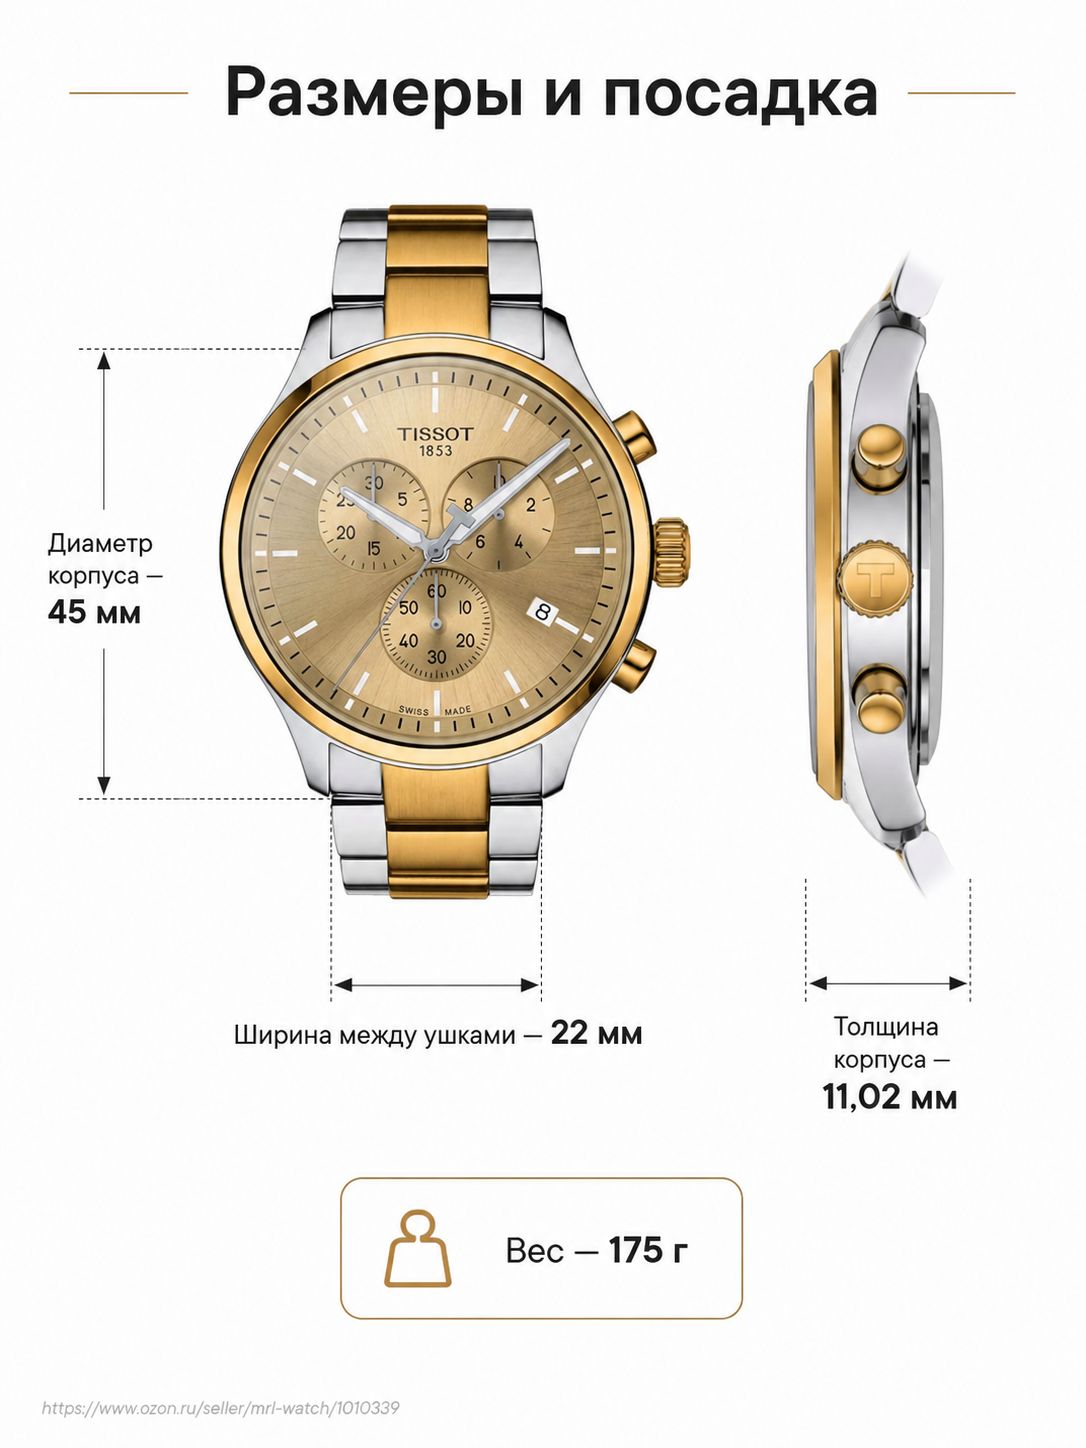 Размеры и посадка
TISSOT
1853
30
25
5
20
15
10
8
2
6
4
60
50
10
40
20
30
8
SWISS MADE
T
Диаметр
корпуса —
45 мм
Ширина между ушками — 22 мм
Толщина
корпуса —
11,02 мм
Вес — 175 г
https://www.ozon.ru/seller/mrl-watch/1010339